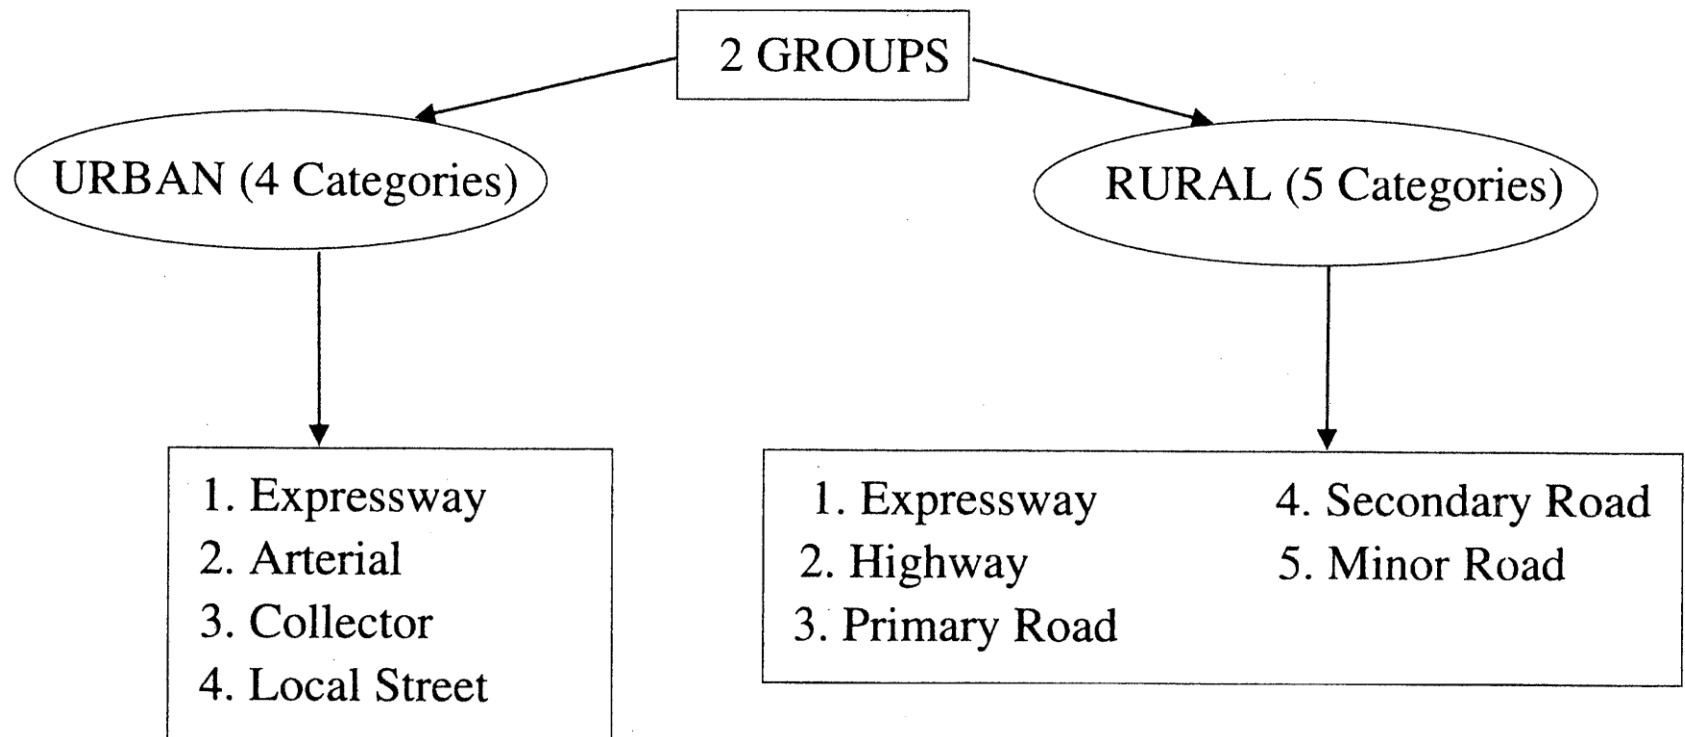 2 GROUPS
URBAN (4 Categories)
RURAL (5 Categories)
1. Expressway
2. Arterial
3. Collector
4. Local Street
1. Expressway
2. Highway
3. Primary Road
4. Secondary Road
5. Minor Road